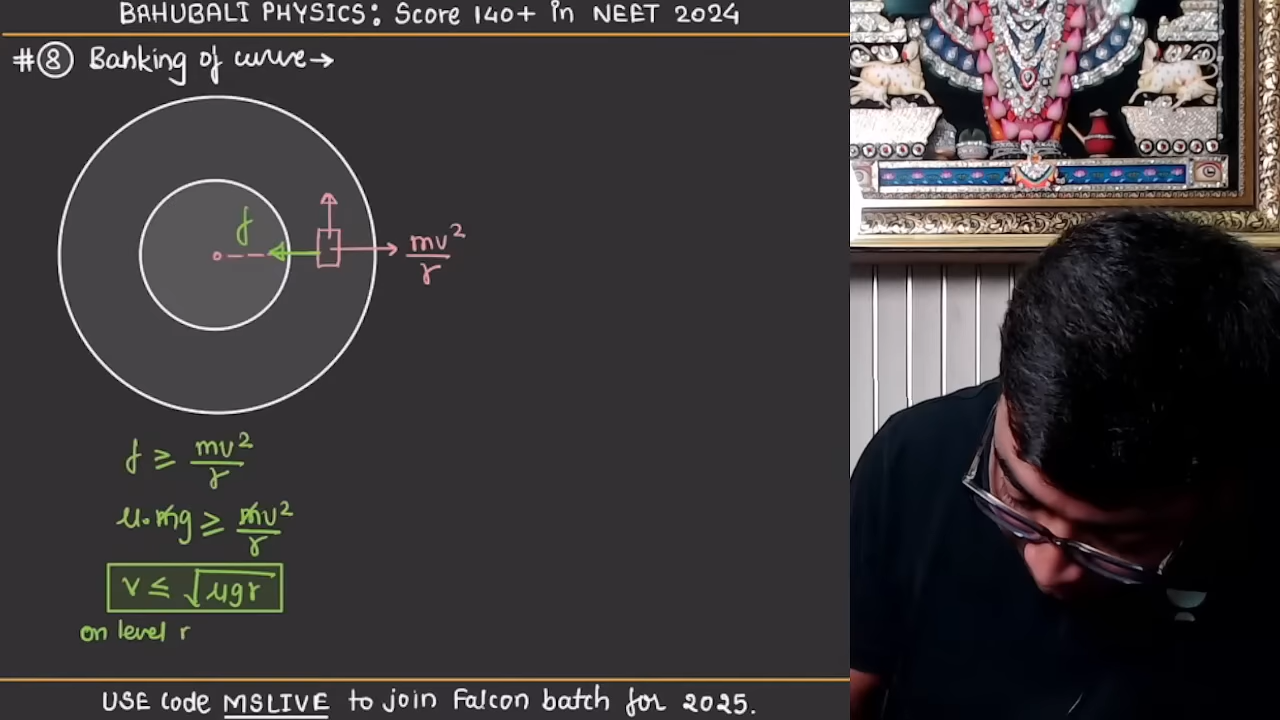 BAHUBALI PHYSICS: Score 140+ in NEET 2024
#⑧ Banking of curve→
f
mv²/r
f ≥ mv²/r
μ.mg ≥ mv²/r
v ≤ √μgr
on level r
USE Code MSLIVE to join Falcon batch for 2025.